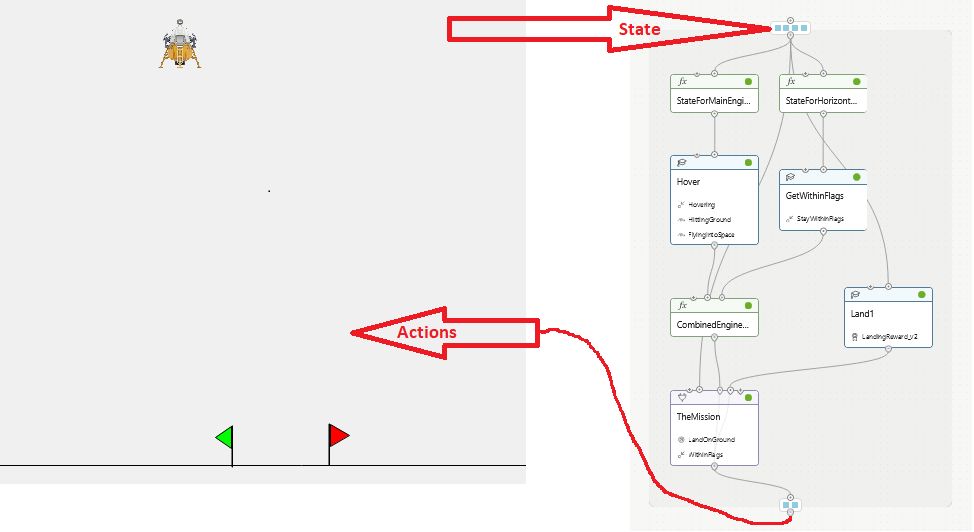 State
fx
fx
StateForMainEngi...
StateForHorizont...
Hover
Hovering
HittingGround
FlyingIntoSpace
GetWithinFlags
StayWithinFlags
fx
CombinedEngine...
Land1
LandingReward_v2
Actions
TheMission
LandOnGround
WithinFlags